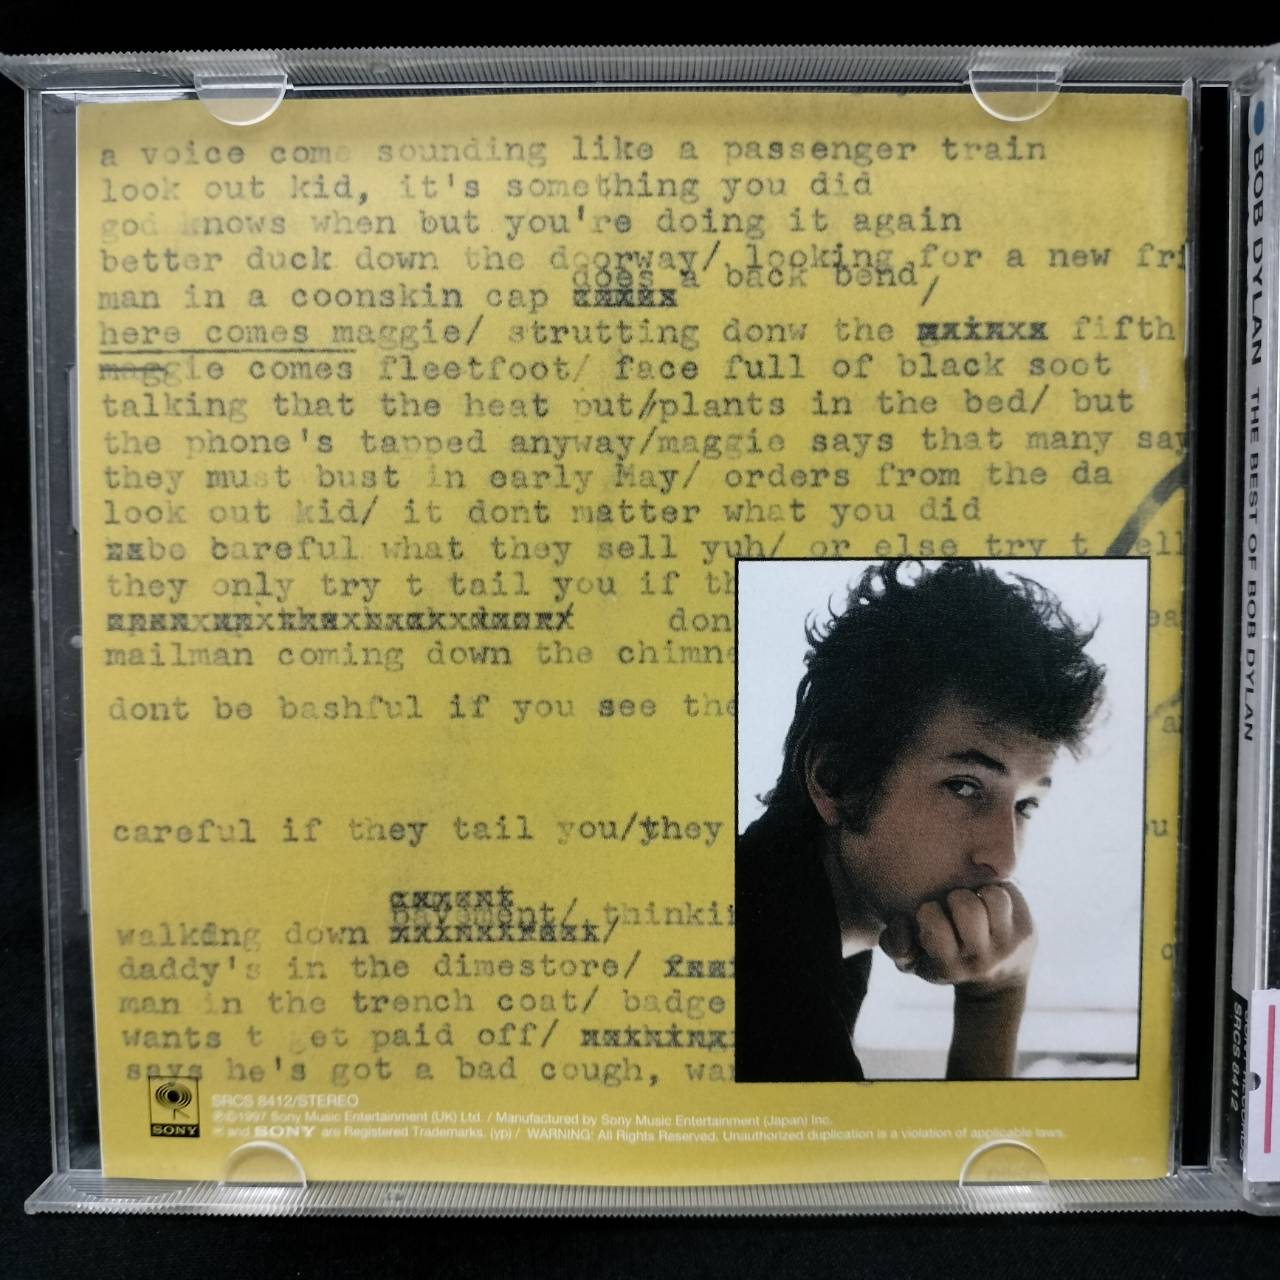 a voice come sounding like a passenger train
look out kid, it's something you did
god knows when but you're doing it again
better duck down the doorway/ looking for a new fri
does a back bend/
man in a coonskin cap
here comes maggie/ strutting donw the fifth
maggie comes fleetfoot/ face full of black soot
talking that the heat put/plants in the bed/ but
the phone's tapped anyway/maggie says that many say
they must bust in early May/ orders from the da
look out kid/ it dont matter what you did
be careful what they sell yuh/ or else try t ell
they only try t tail you if th
don
mailman coming down the chimne
dont be bashful if you see the
careful if they tail you/they
pavement/ thinkin
walkdng down
daddy's in the dimestore/
man in the trench coat/ badge
wants t get paid off/
says he's got a bad cough, wan
SONY
SRCS 8412/STEREO
℗©1997 Sony Music Entertainment (UK) Ltd. / Manufactured by Sony Music Entertainment (Japan) Inc.
and SONY are Registered Trademarks. (yp) / WARNING: All Rights Reserved. Unauthorized duplication is a violation of applicable laws.
BOB DYLAN THE BEST OF BOB DYLAN
SRCS 8412